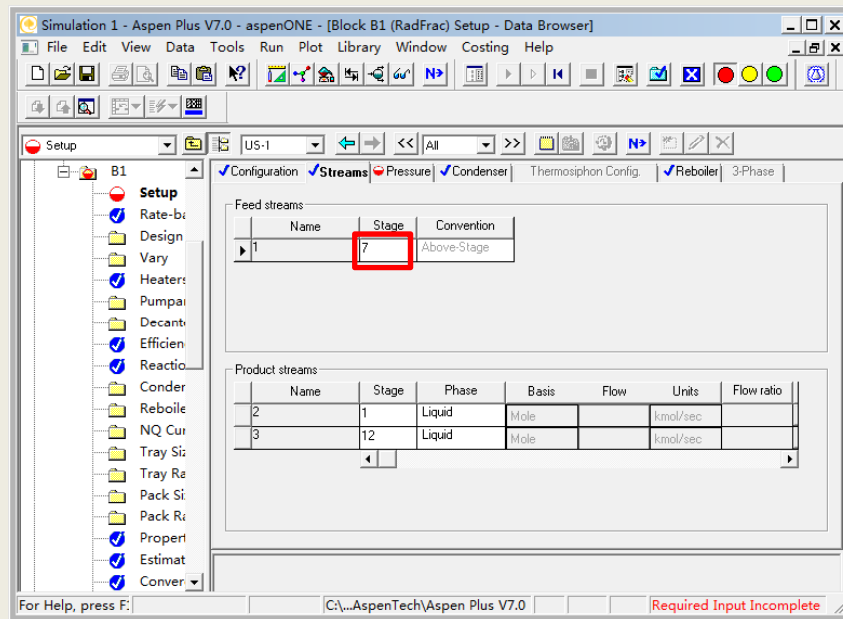 Simulation 1 - Aspen Plus V7.0 - aspenONE - [Block B1 (RadFrac) Setup - Data Browser]
File Edit View Data Tools Run Plot Library Window Costing Help
N>
Setup US-1 << All >> N>
B1
Setup
Rate-ba
Design
Vary
Heaters
Pumpar
Decante
Efficien
Reactio
Conder
Reboile
NQ Cur
Tray Siz
Tray Ra
Pack Si
Pack Ra
Propert
Estimat
Conver
Configuration Streams Pressure Condenser Thermosiphon Config. Reboiler 3-Phase
Feed streams
Name Stage Convention
1 7 Above-Stage
Product streams
Name Stage Phase Basis Flow Units Flow ratio
2 1 Liquid Mole kmol/sec
3 12 Liquid Mole kmol/sec
For Help, press F: C:\...AspenTech\Aspen Plus V7.0 Required Input Incomplete